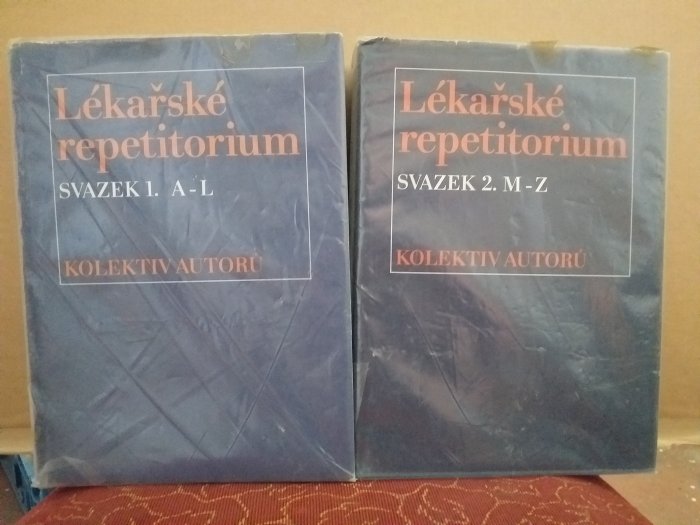 Lékařské
repetitorium
SVAZEK 1. A-L
KOLEKTIV AUTORŮ
Lékařské
repetitorium
SVAZEK 2. M-Z
KOLEKTIV AUTORŮ